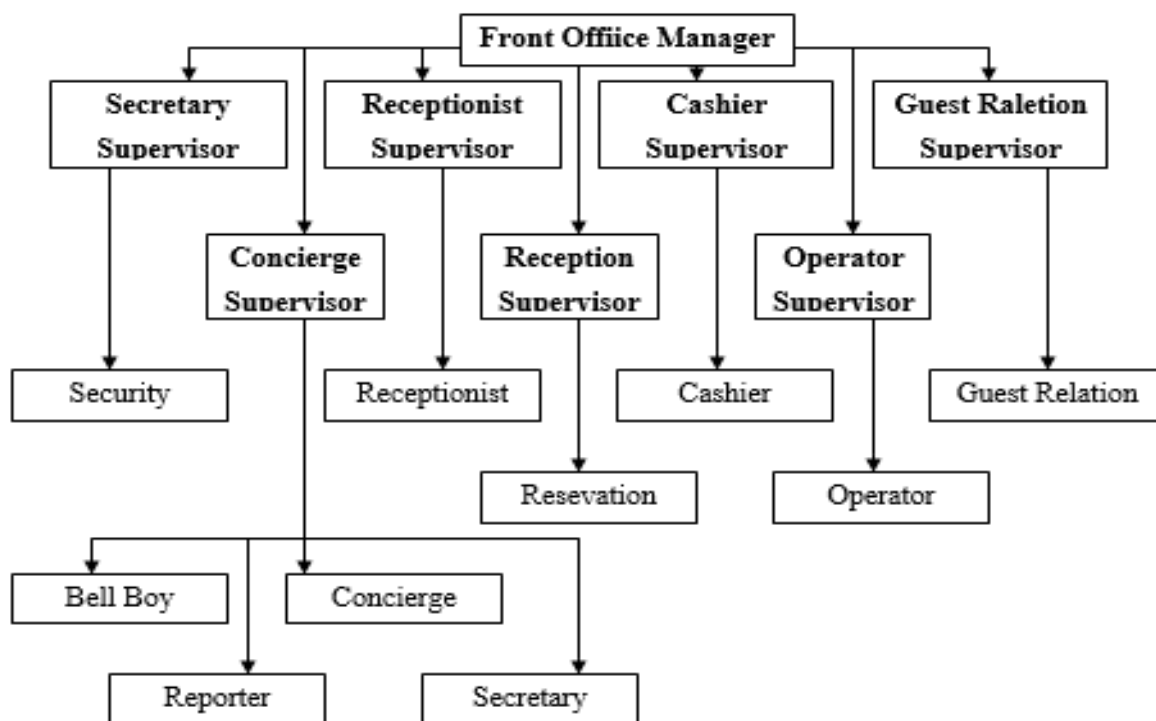 Front Offiice Manager
Secretary
Supervisor
Receptionist
Supervisor
Cashier
Supervisor
Guest Raletion
Supervisor
Concierge
Supervisor
Reception
Supervisor
Operator
Supervisor
Security
Receptionist
Cashier
Guest Relation
Resevation
Operator
Bell Boy
Concierge
Reporter
Secretary